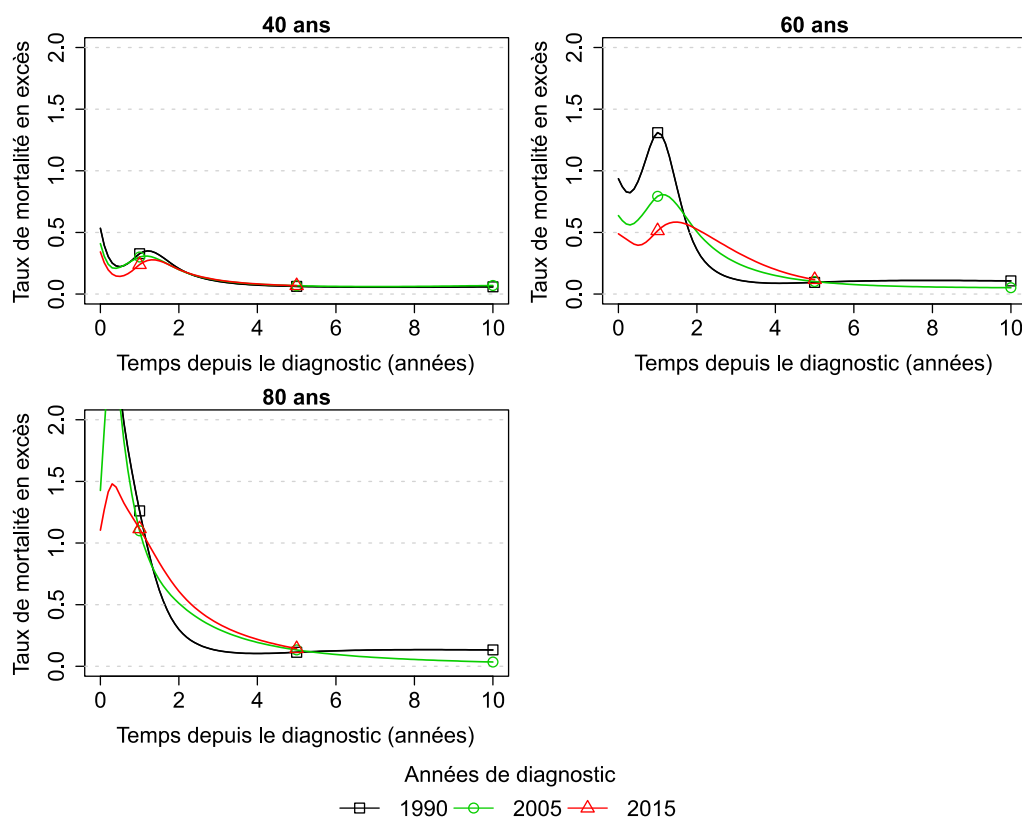 40 ans
Taux de mortalité en excès
2.0
1.5
1.0
0.5
0.0
0 2 4 6 8 10
Temps depuis le diagnostic (années)
60 ans
Taux de mortalité en excès
2.0
1.5
1.0
0.5
0.0
0 2 4 6 8 10
Temps depuis le diagnostic (années)
80 ans
Taux de mortalité en excès
2.0
1.5
1.0
0.5
0.0
0 2 4 6 8 10
Temps depuis le diagnostic (années)
Années de diagnostic
1990 2005 2015